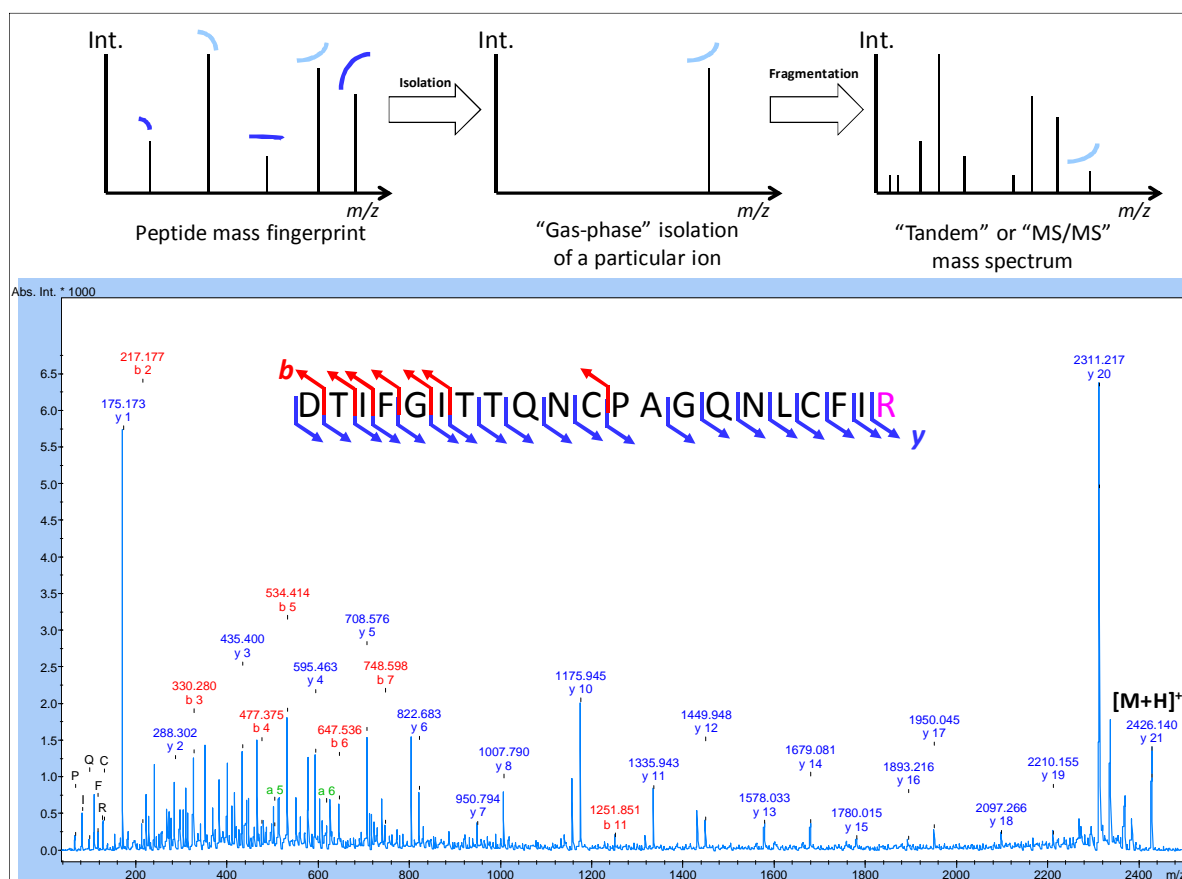 Int.
Int.
Int.
Isolation
Fragmentation
m/z
m/z
m/z
Peptide mass fingerprint
“Gas-phase” isolation
of a particular ion
“Tandem” or “MS/MS”
mass spectrum
Abs. Int. * 1000
6.5
6.0
5.5
5.0
4.5
4.0
3.5
3.0
2.5
2.0
1.5
1.0
0.5
0.0
b
DTIFGITTQNCPAGQNLCFIR
y
217.177
b 2
175.173
y 1
2311.217
y 20
534.414
b 5
708.576
y 5
435.400
y 3
595.463
y 4
748.598
b 7
330.280
b 3
1175.945
y 10
477.375
b 4
822.683
y 6
1449.948
y 12
1950.045
y 17
[M+H]+
2426.140
y 21
288.302
y 2
647.536
b 6
1007.790
y 8
1679.081
y 14
1335.943
y 11
1893.216
y 16
2210.155
y 19
Q C
P
I F
R
a 5
a 6
950.794
y 7
1251.851
b 11
1578.033
y 13
1780.015
y 15
2097.266
y 18
200
400
600
800
1000
1200
1400
1600
1800
2000
2200
2400
m/z